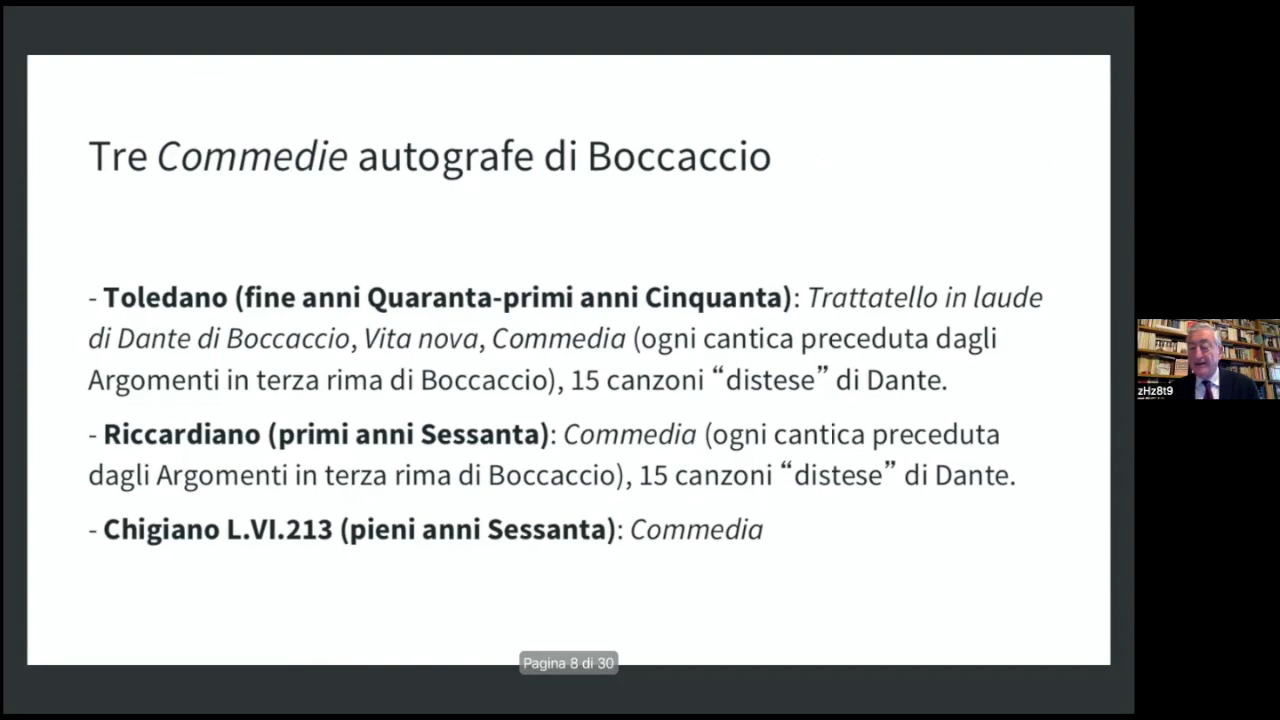 Tre Commedie autografe di Boccaccio
- Toledano (fine anni Quaranta-primi anni Cinquanta): Trattatello in laude
di Dante di Boccaccio, Vita nova, Commedia (ogni cantica preceduta dagli
Argomenti in terza rima di Boccaccio), 15 canzoni “distese” di Dante.
- Riccardiano (primi anni Sessanta): Commedia (ogni cantica preceduta
dagli Argomenti in terza rima di Boccaccio), 15 canzoni “distese” di Dante.
- Chigiano L.VI.213 (pieni anni Sessanta): Commedia
Pagina 8 di 30
zHz8t9